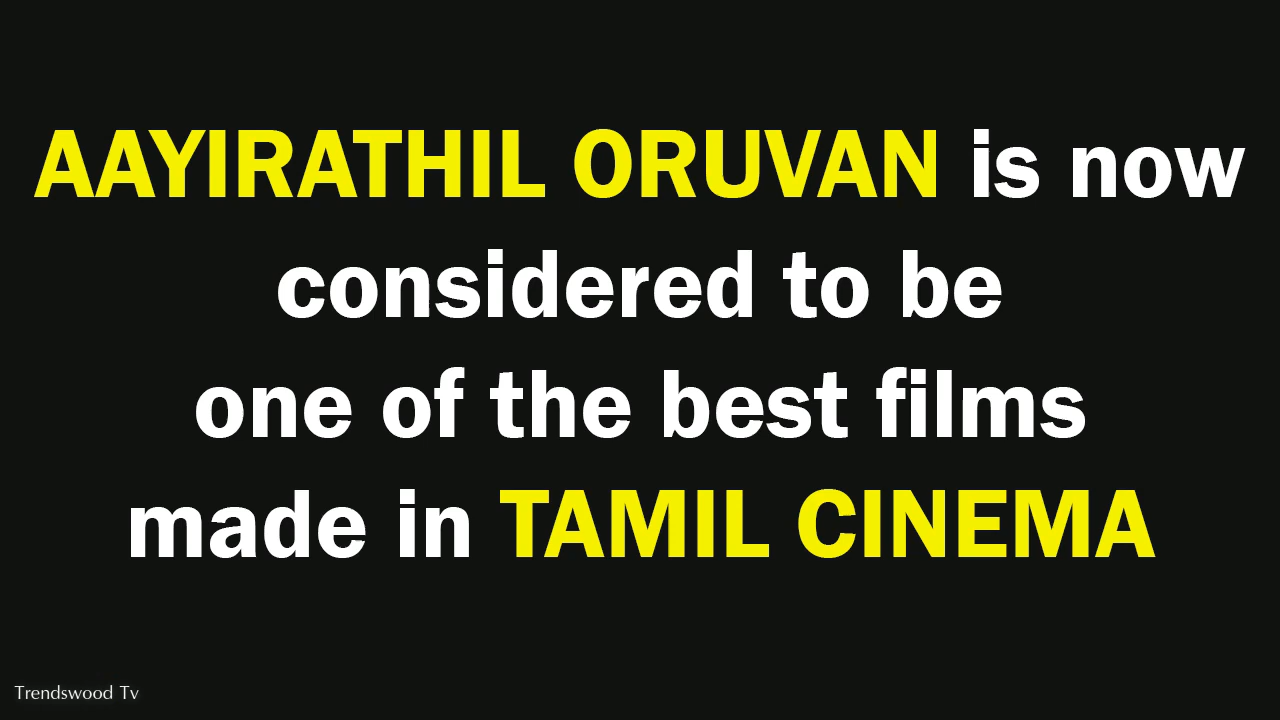 AAYIRATHIL ORUVAN is now
considered to be
one of the best films
made in TAMIL CINEMA
Trendswood Tv